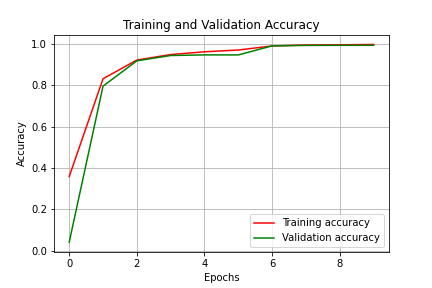 Training and Validation Accuracy
1.0
0.8
0.6
0.4
0.2
0.0
Accuracy
Training accuracy
Validation accuracy
0 2 4 6 8
Epochs